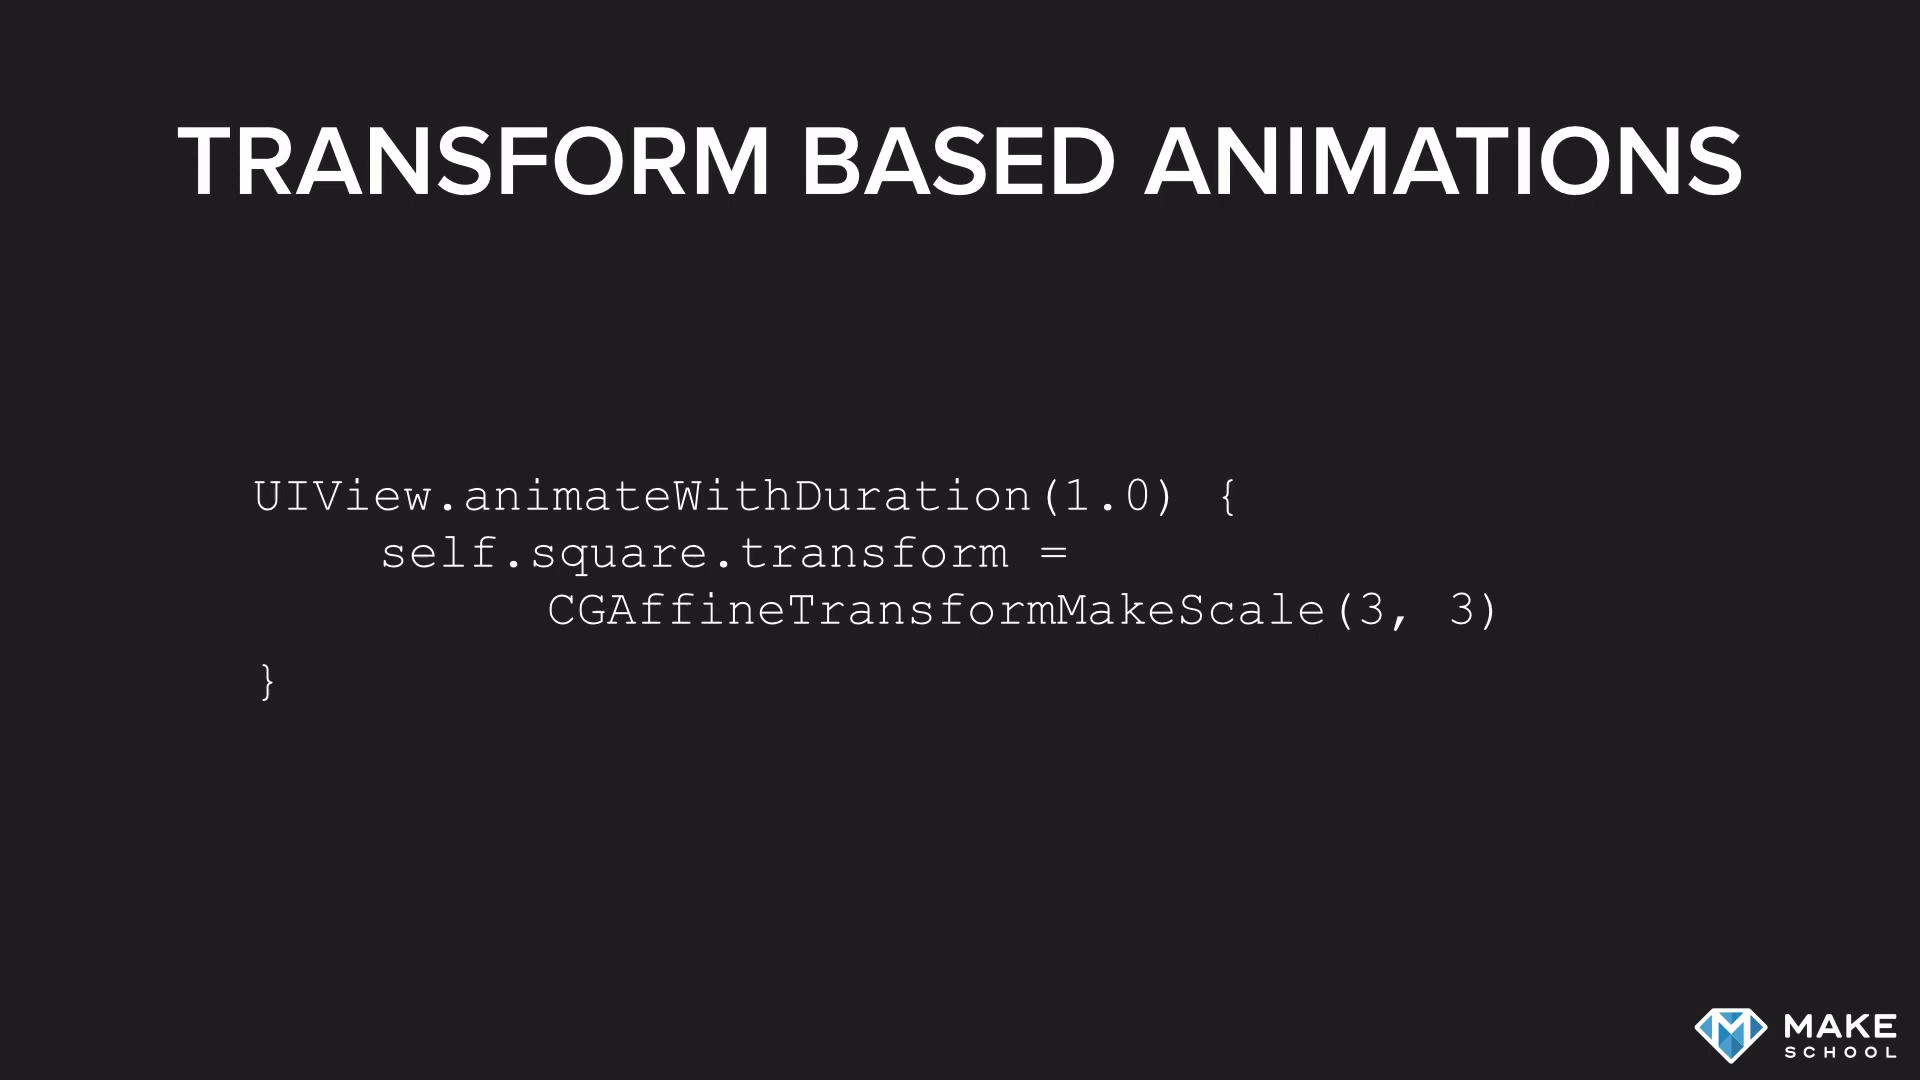 TRANSFORM BASED ANIMATIONS
UIView.animateWithDuration(1.0) {
self.square.transform =
CGAffineTransformMakeScale(3, 3)
}
MAKE
SCHOOL